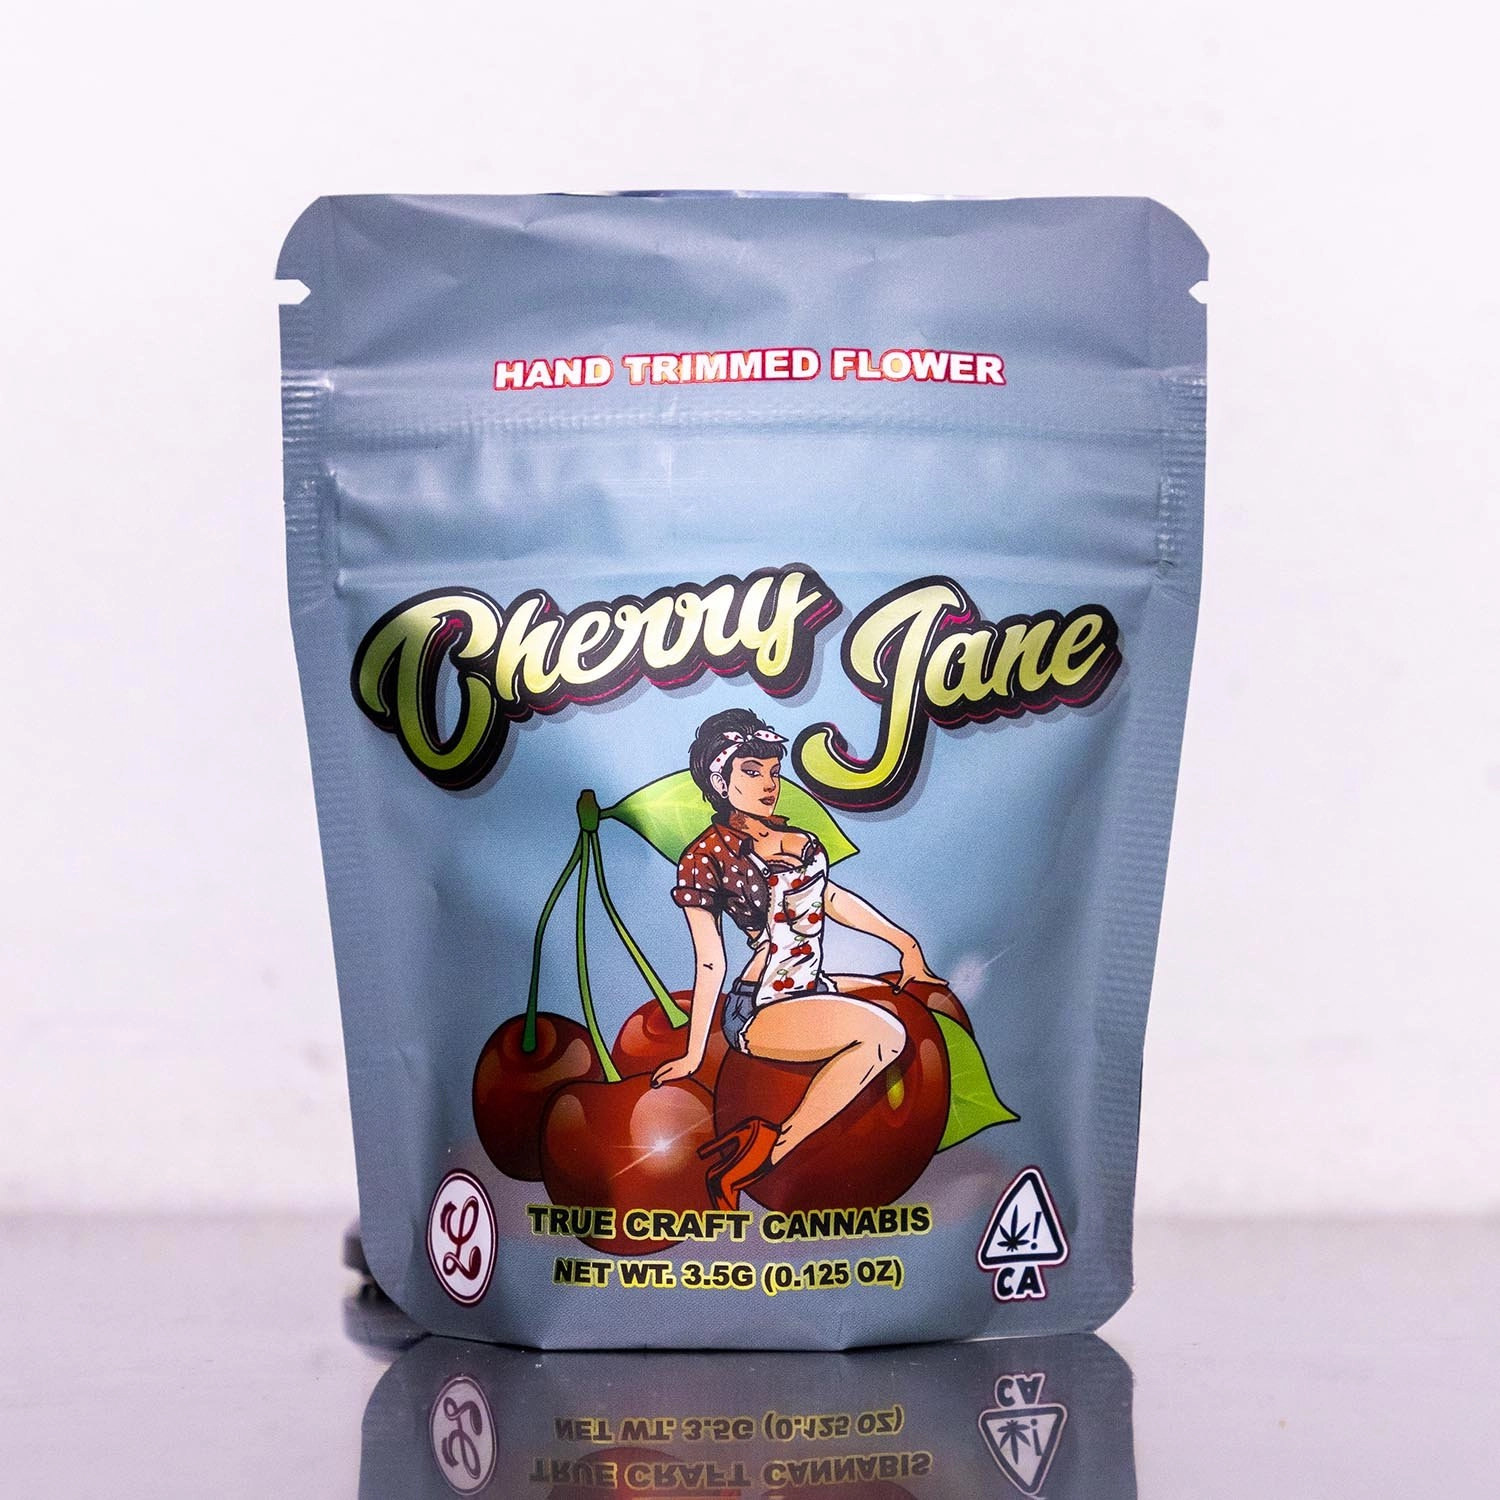 HAND TRIMMED FLOWER
Cherry Jane
TRUE CRAFT CANNABIS
NET WT. 3.5G (0.125 OZ)
L
!
CA